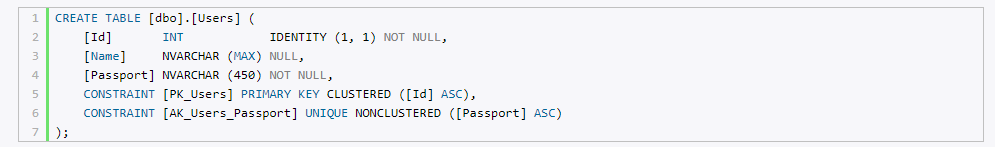 1 CREATE TABLE [dbo].[Users] (
2     [Id]       INT            IDENTITY (1, 1) NOT NULL,
3     [Name]     NVARCHAR (MAX) NULL,
4     [Passport] NVARCHAR (450) NOT NULL,
5     CONSTRAINT [PK_Users] PRIMARY KEY CLUSTERED ([Id] ASC),
6     CONSTRAINT [AK_Users_Passport] UNIQUE NONCLUSTERED ([Passport] ASC)
7 );